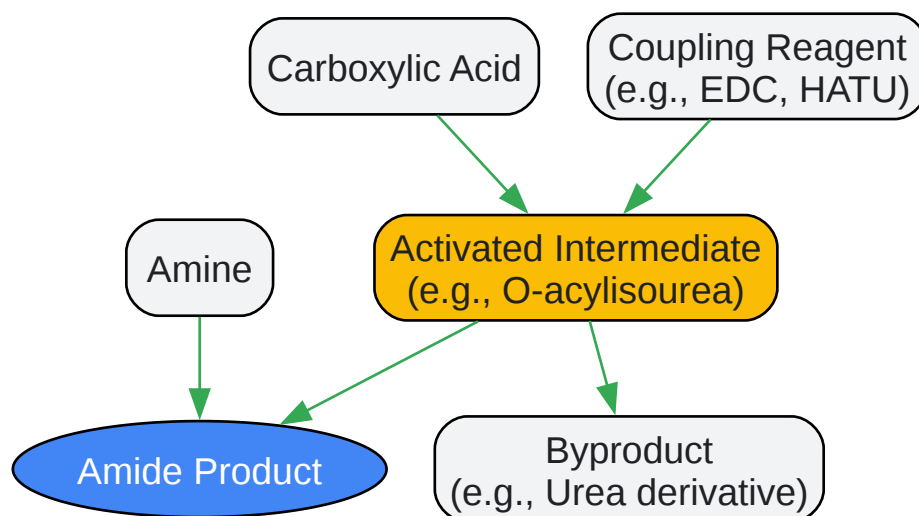 Carboxylic Acid
Coupling Reagent
(e.g., EDC, HATU)
Amine
Activated Intermediate
(e.g., O-acylisourea)
Amide Product
Byproduct
(e.g., Urea derivative)